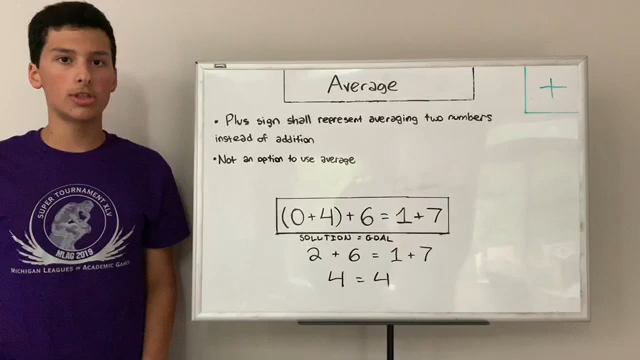 Average
+
• Plus sign shall represent averaging two numbers
instead of addition
• Not an option to use average
(0+4)+6=1+7
SOLUTION = GOAL
2 + 6 = 1 + 7
4 = 4
SUPER TOURNAMENT XLV
MLAG 2019
MICHIGAN LEAGUES OF ACADEMIC GAMES